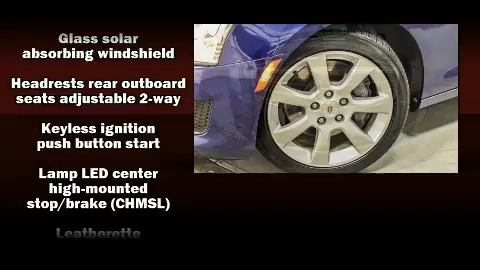 Glass solar
absorbing windshield
Headrests rear outboard
seats adjustable 2-way
Keyless ignition
push button start
Lamp LED center
high-mounted
stop/brake (CHMSL)
Leatherette